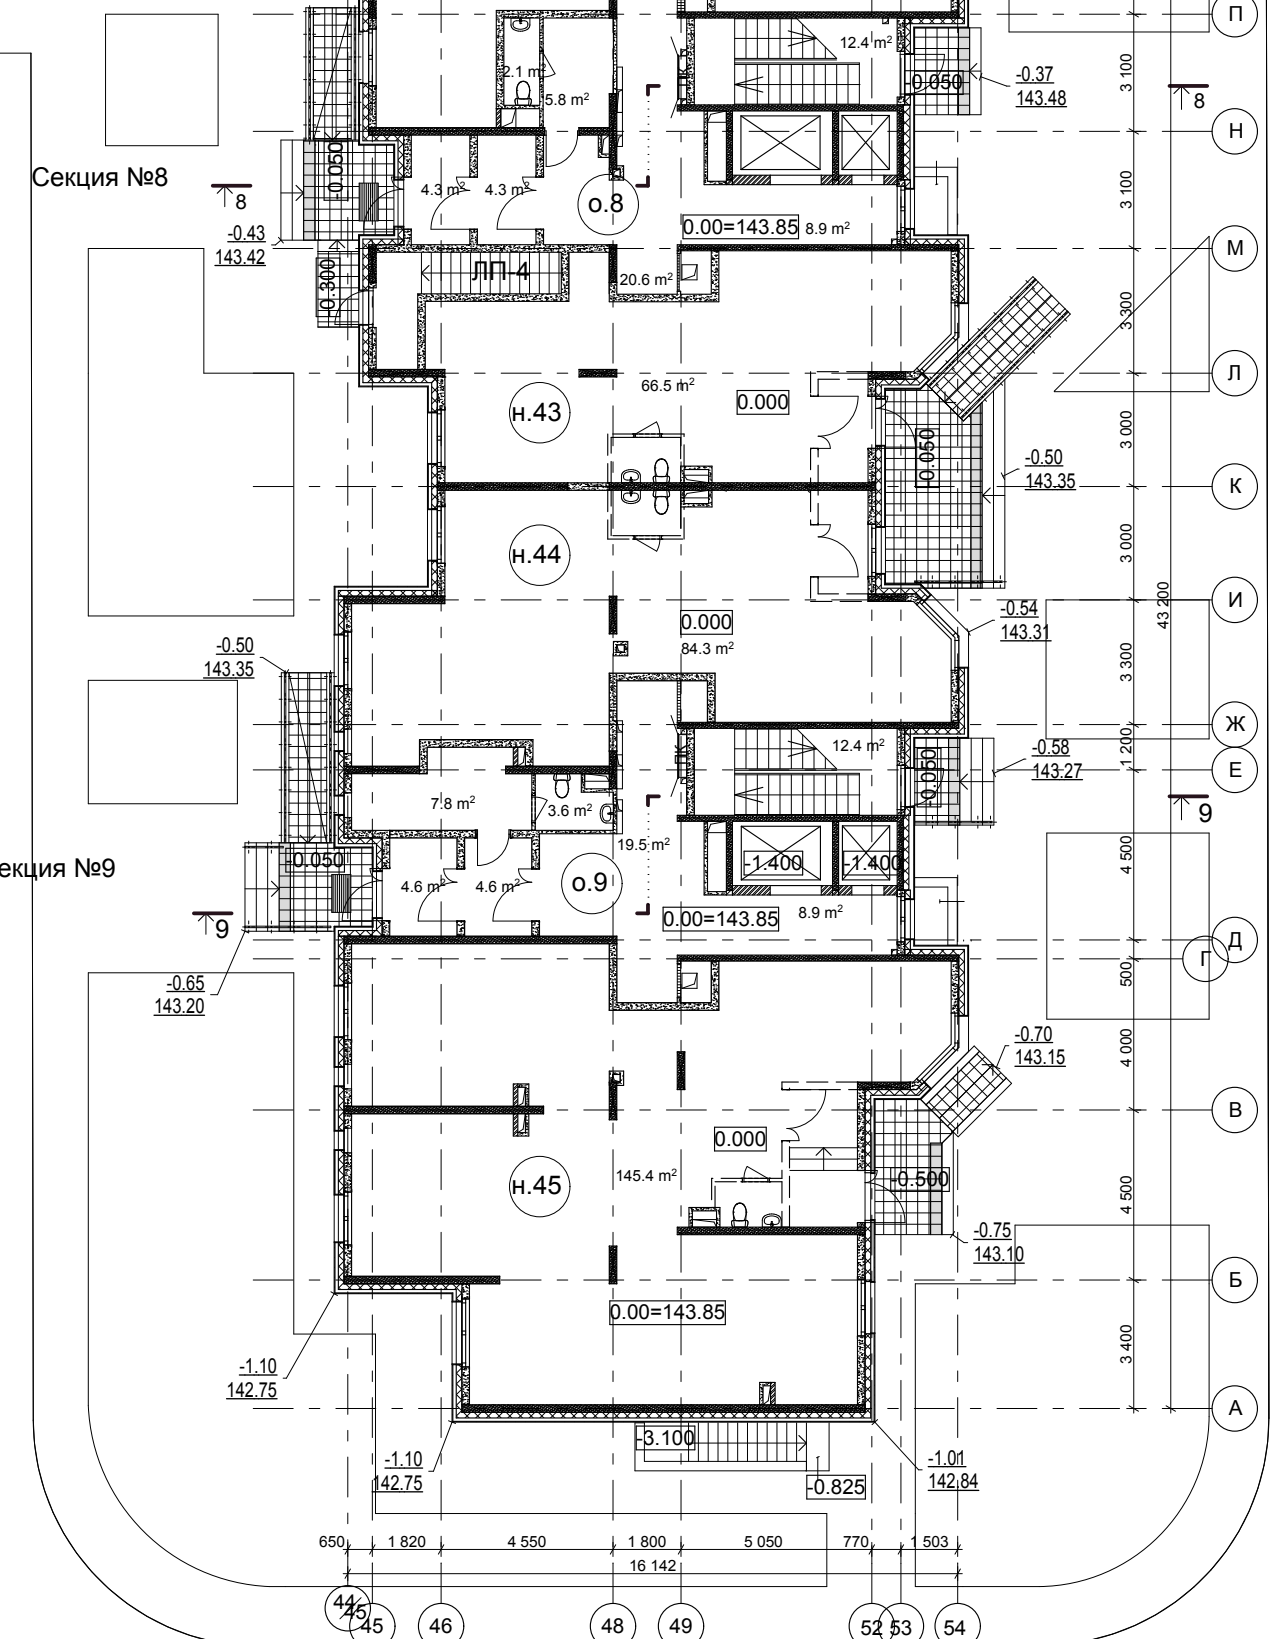 П
12.4 m²
2.1 m²
5.8 m²
ПК
-0.050
-0.37
143.48
3 100
8
Н
Секция №8
-0.050
8
4.3 m²
4.3 m²
о.8
0.00=143.85
8.9 m²
3 100
-0.43
143.42
М
-0.300
ЛП-4
20.6 m²
3 300
66.5 m²
Л
н.43
0.000
-0.050
3 000
-0.50
143.35
К
н.44
3 000
-0.54
143.31
И
43 200
0.000
84.3 m²
-0.50
143.35
3 300
Ж
ПК
12.4 m²
-0.050
-0.58
143.27
1 200
Е
7.8 m²
3.6 m²
9
19.5 m²
-1.400
-1.400
4 500
-0.050
екция №9
4.6 m²
4.6 m²
о.9
0.00=143.85
8.9 m²
9
Д
Г
500
-0.65
143.20
-0.70
143.15
4 000
В
0.000
н.45
145.4 m²
-0.500
4 500
-0.75
143.10
Б
0.00=143.85
3 400
-1.10
142.75
А
-3.100
-1.10
142.75
-0.825
-1.01
142.84
650
1 820
4 550
1 800
5 050
770
1 503
16 142
44
45
45
46
48
49
52
53
54